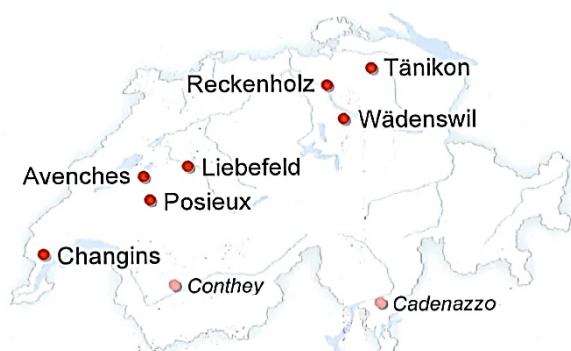 Tänikon
Reckenholz
Wädenswil
Liebefeld
Avenches
Posieux
Changins
Conthey
Cadenazzo